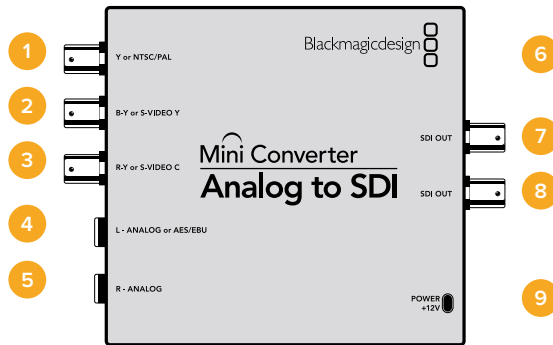 1
2
3
4
5
6
7
8
9
Y or NTSC/PAL
B-Y or S-VIDEO Y
R-Y or S-VIDEO C
L - ANALOG or AES/EBU
R - ANALOG
Blackmagicdesign
Mini Converter
Analog to SDI
SDI OUT
SDI OUT
POWER
+12V